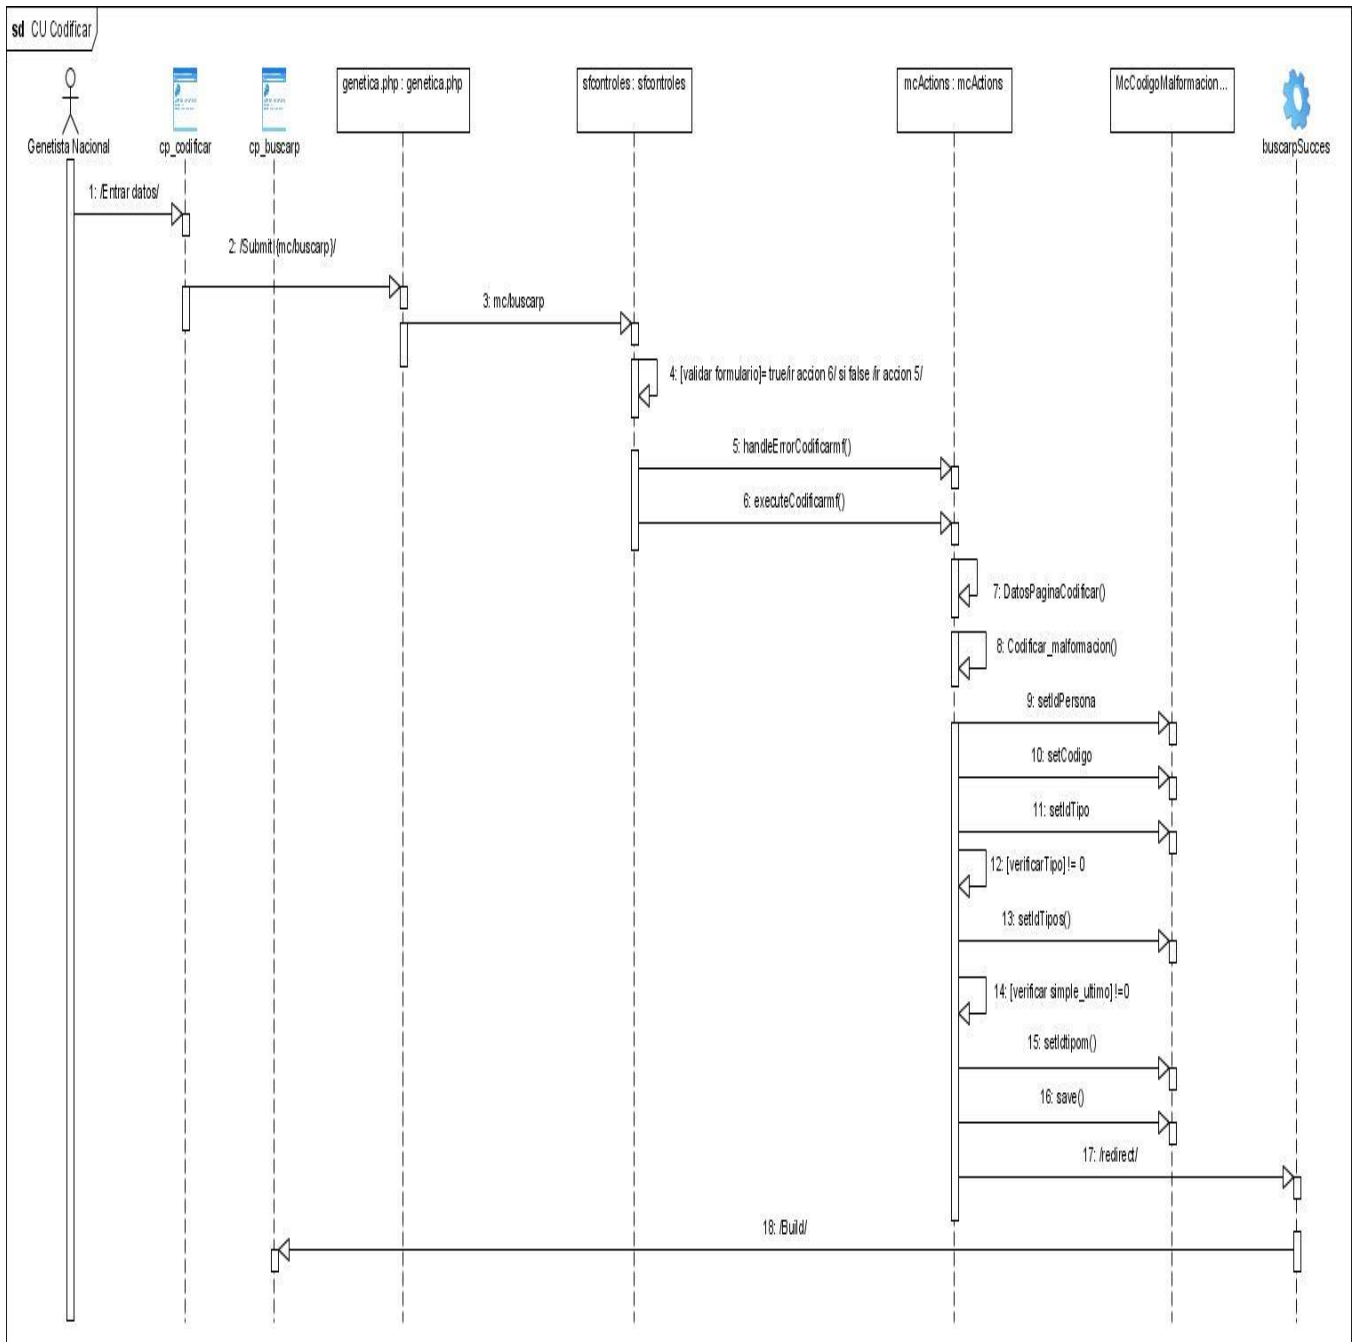 sd CU Codificar
Genetista Nacional
cp_codificar
cp_buscarp
genetica.php : genetica.php
sfcontroles : sfcontroles
mcActions : mcActions
McCodigoMalformacion...
buscarpSucces
1: /Entrar datos/
2: /Submit|{mc/buscarp}/
3: mc/buscarp
4: [validar formulario]= true/ir accion 6/ si false /ir accion 5/
5: handleErrorCodificarmf()
6: executeCodificarmf()
7: DatosPaginaCodificar()
8: Codificar_malformacion()
9: setIdPersona
10: setCodigo
11: setIdTipo
12: [verificarTipo] != 0
13: setIdTipos()
14: [verificar simple_ultimo] !=0
15: setIdtipom()
16: save()
17: /redirect/
18: /Build/